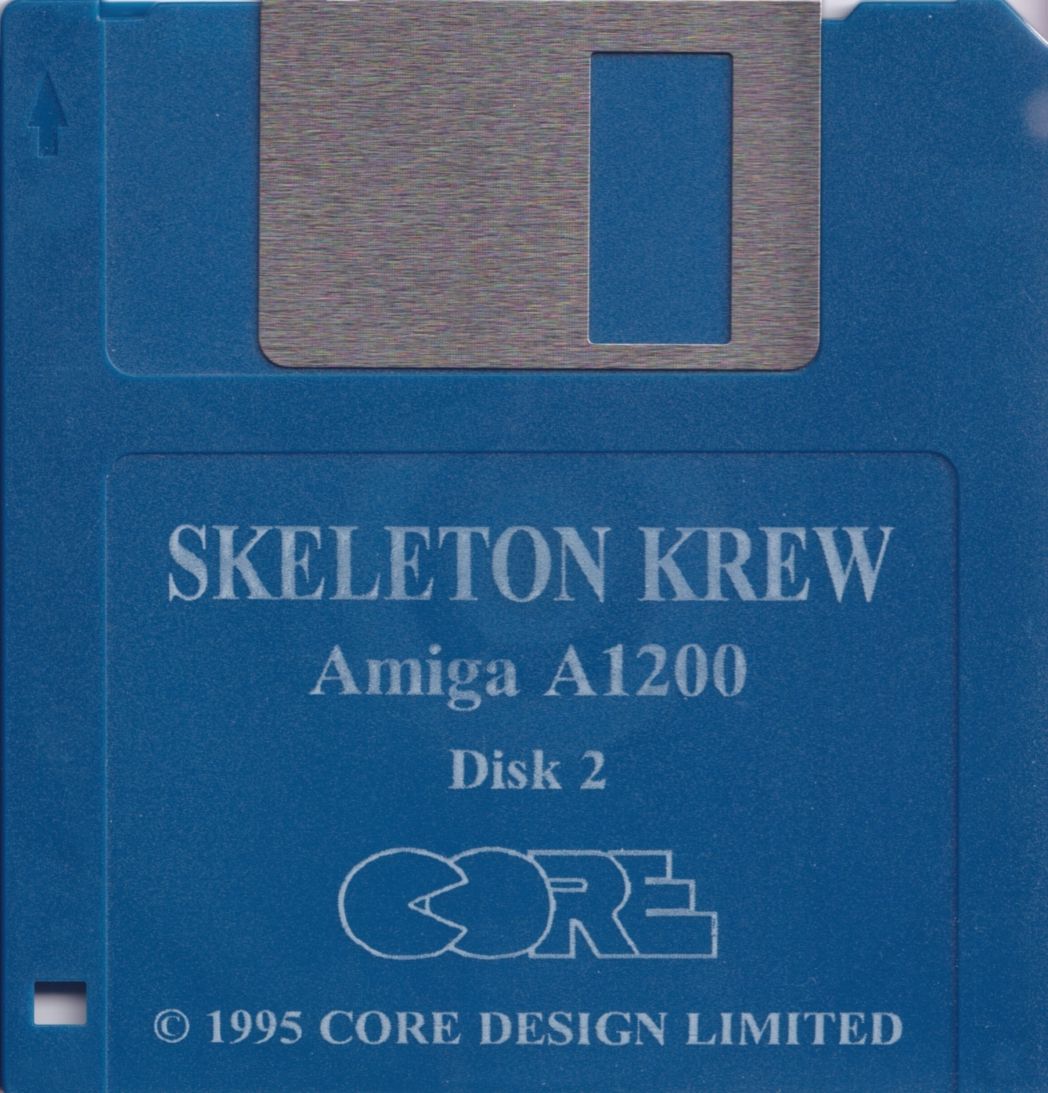 SKELETON KREW
Amiga A1200
Disk 2
CORE
© 1995 CORE DESIGN LIMITED